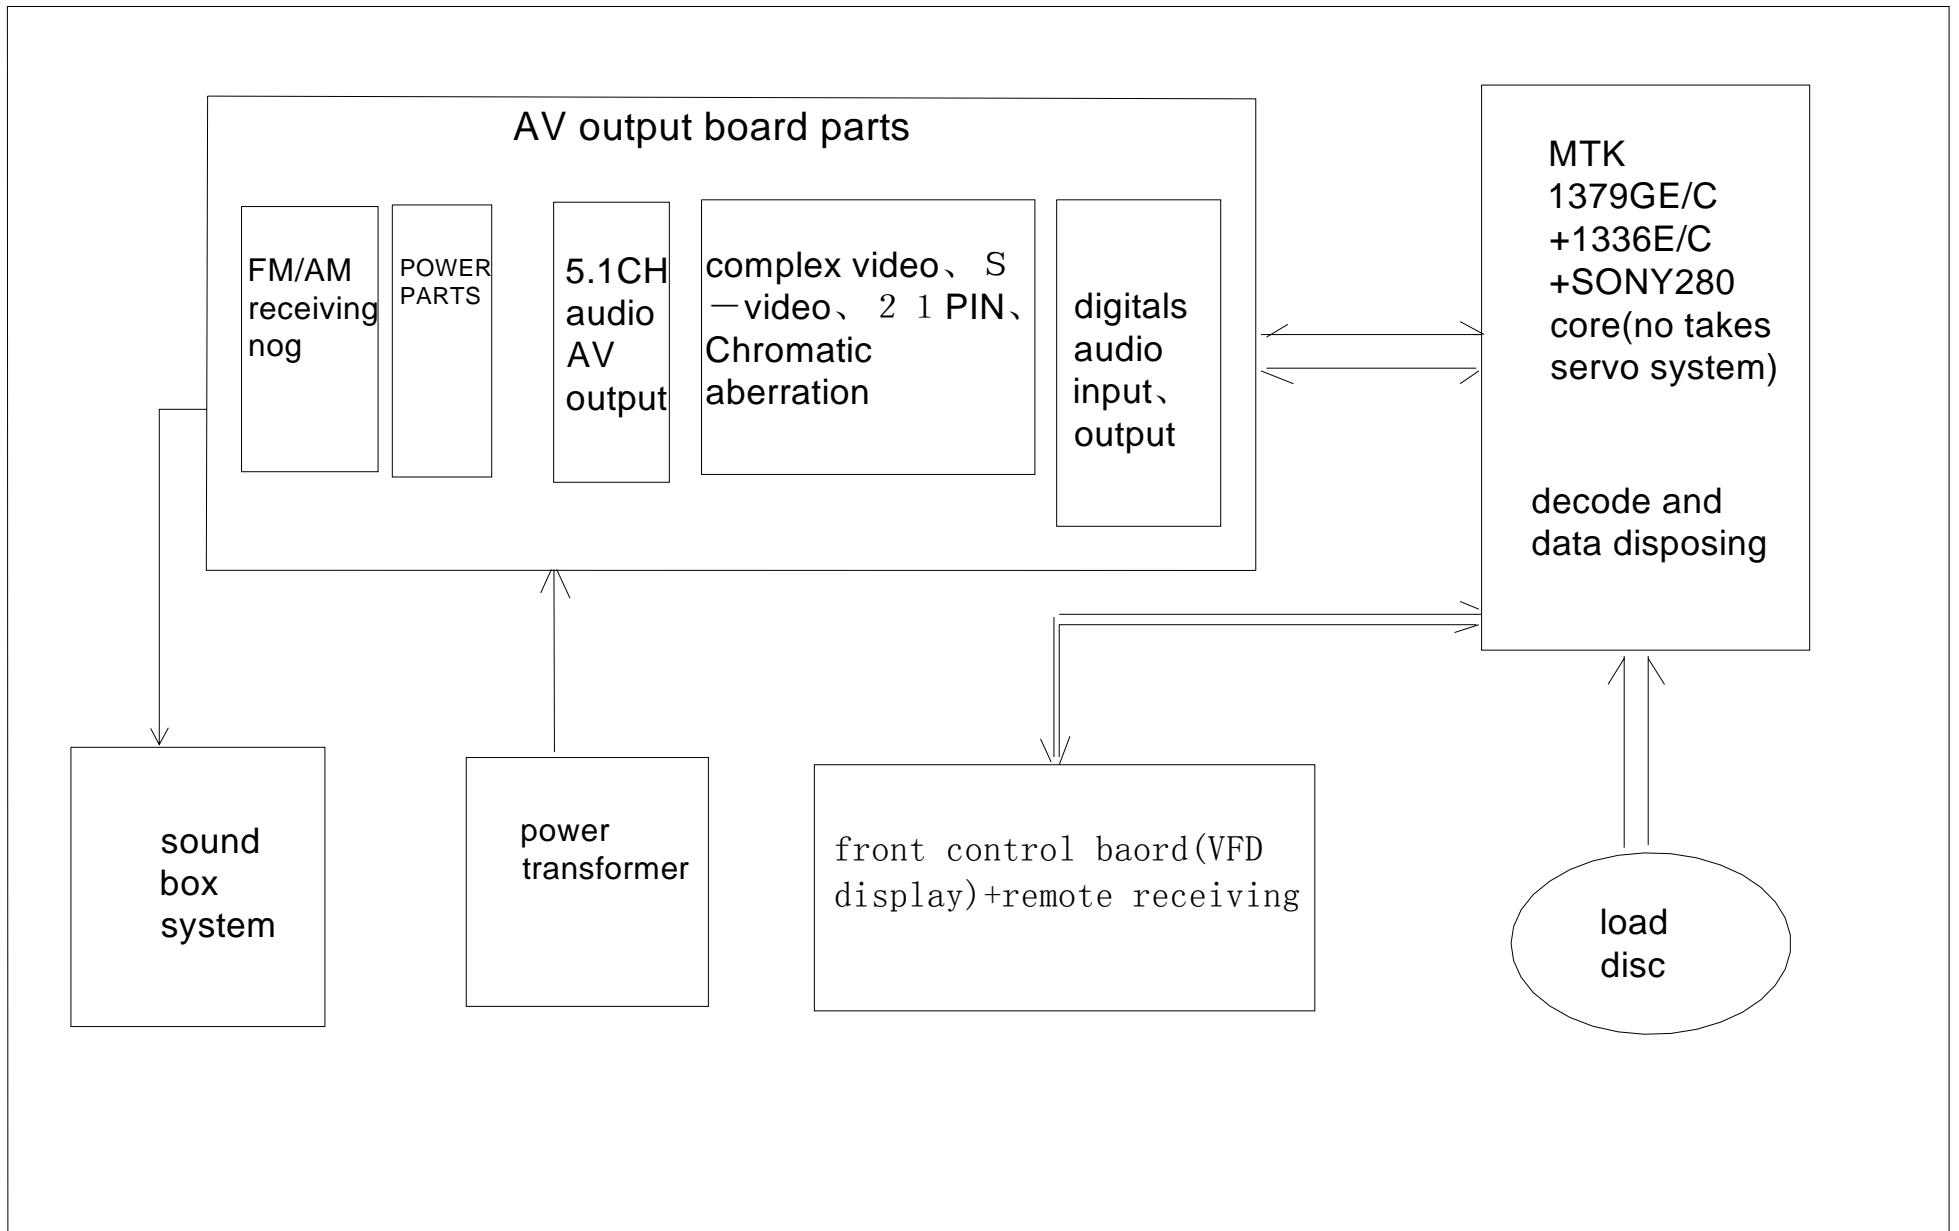 AV output board parts
FM/AM
receiving
nog
POWER
PARTS
5.1CH
audio
AV
output
complex video、S
－video、２１PIN、
Chromatic
aberration
digitals
audio
input、
output
MTK
1379GE/C
+1336E/C
+SONY280
core(no takes
servo system)
decode and
data disposing
sound
box
system
power
transformer
front control baord(VFD
display)+remote receiving
load
disc